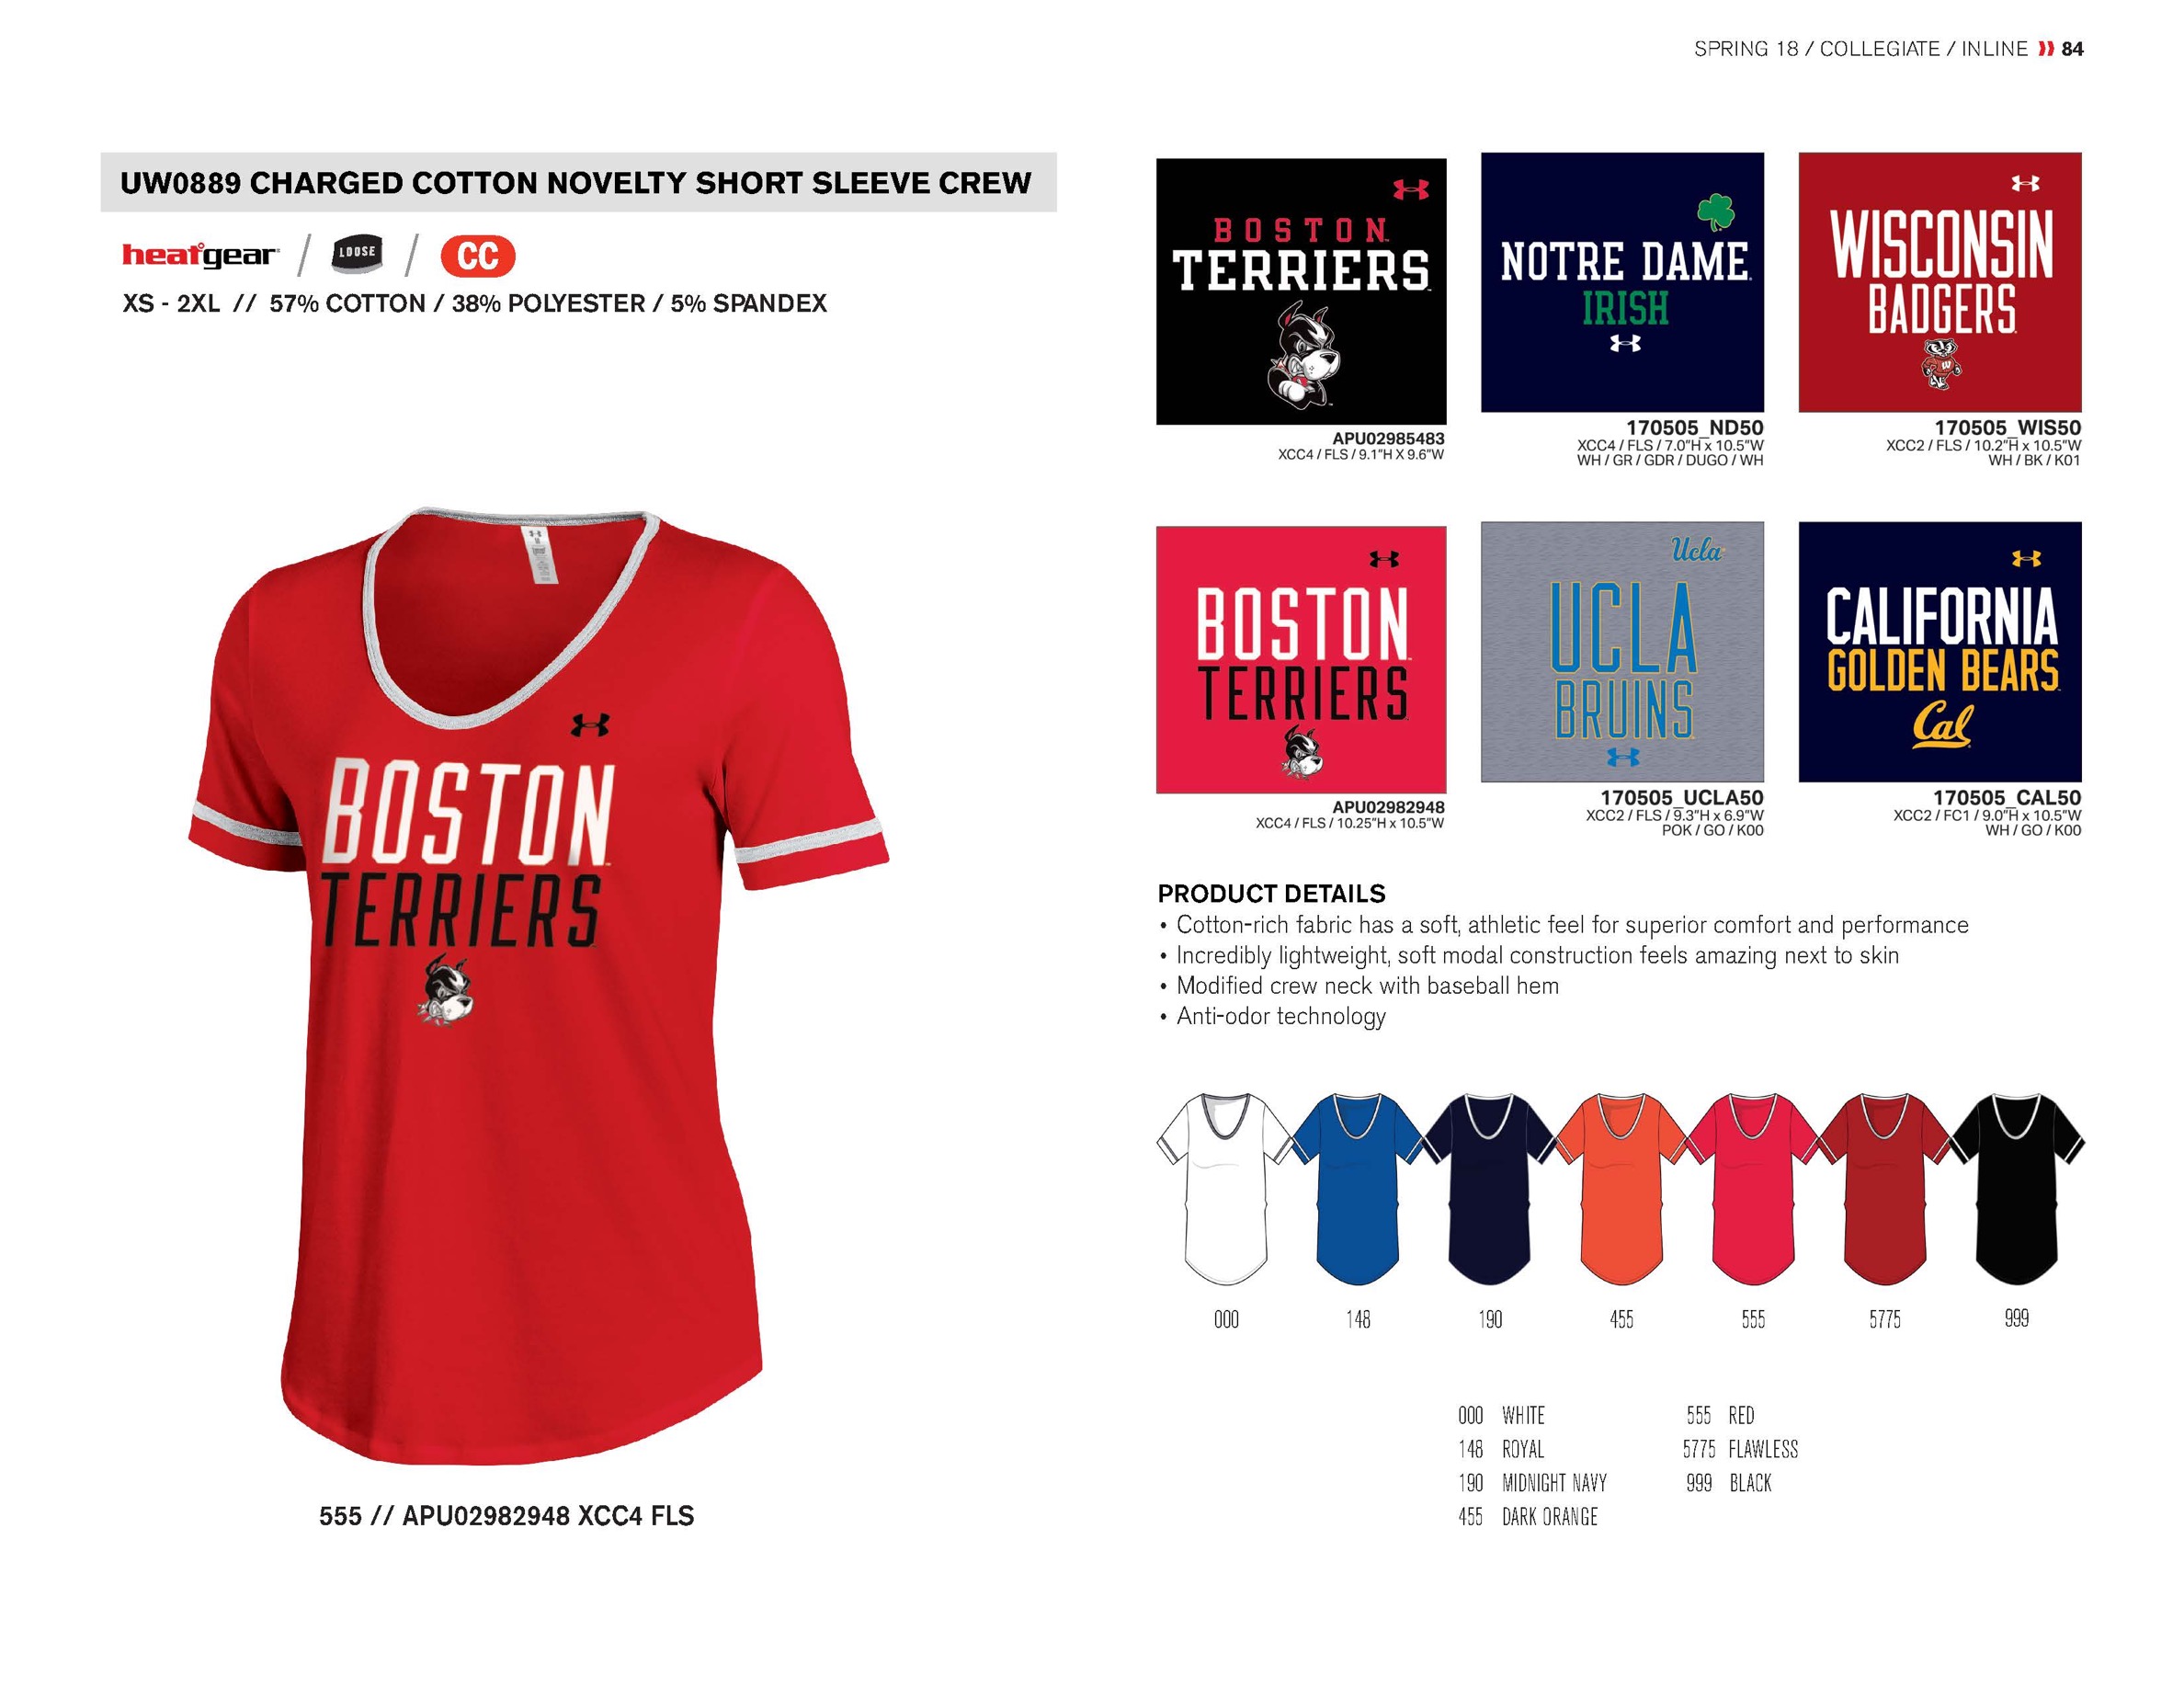 SPRING 18 / COLLEGIATE / INLINE 84
UW0889 CHARGED COTTON NOVELTY SHORT SLEEVE CREW
heatgear / LOOSE / CC
XS - 2XL // 57% COTTON / 38% POLYESTER / 5% SPANDEX
BOSTON
TERRIERS
555 // APU02982948 XCC4 FLS
BOSTON
TERRIERS
APU02985483
XCC4 / FLS / 9.1"H X 9.6"W
NOTRE DAME
IRISH
170505_ND50
XCC4 / FLS / 7.0"H x 10.5"W
WH / GR / GDR / DUGO / WH
WISCONSIN
BADGERS
W
170505_WIS50
XCC2 / FLS / 10.2"H x 10.5"W
WH / BK / K01
BOSTON
TERRIERS
APU02982948
XCC4 / FLS / 10.25"H x 10.5"W
Ucla
UCLA
BRUINS
170505_UCLA50
XCC2 / FLS / 9.3"H x 6.9"W
POK / GO / K00
CALIFORNIA
GOLDEN BEARS
Cal
170505_CAL50
XCC2 / FC1 / 9.0"H x 10.5"W
WH / GO / K00
PRODUCT DETAILS
• Cotton-rich fabric has a soft, athletic feel for superior comfort and performance
• Incredibly lightweight, soft modal construction feels amazing next to skin
• Modified crew neck with baseball hem
• Anti-odor technology
000 148 190 455 555 5775 999
000 WHITE
148 ROYAL
190 MIDNIGHT NAVY
455 DARK ORANGE
555 RED
5775 FLAWLESS
999 BLACK